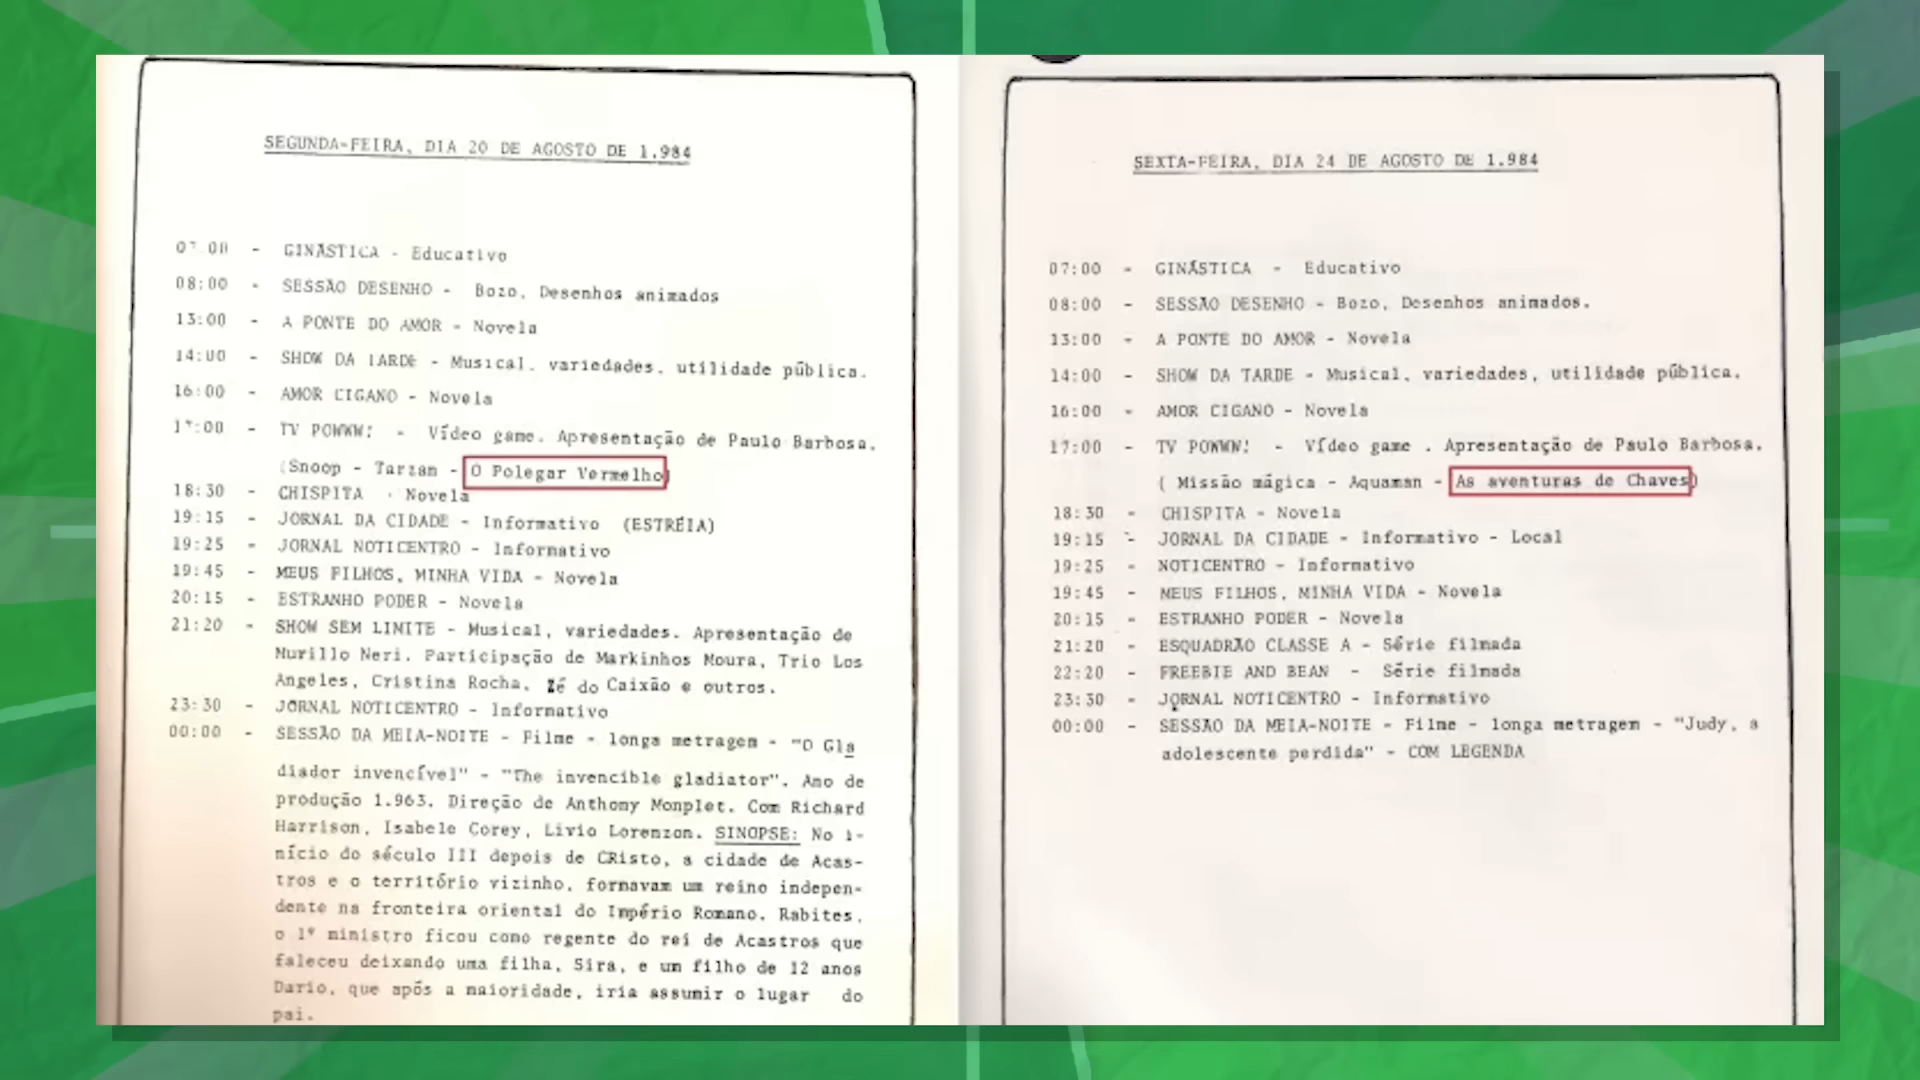 SEGUNDA-FEIRA, DIA 20 DE AGOSTO DE 1.984
07:00 - GINÁSTICA - Educativo
08:00 - SESSÃO DESENHO - Bozo, Desenhos animados
13:00 - A PONTE DO AMOR - Novela
14:00 - SHOW DA TARDE - Musical, variedades, utilidade pública.
16:00 - AMOR CIGANO - Novela
17:00 - TV POWWW! - Vídeo game. Apresentação de Paulo Barbosa.
(Snoop - Tarzan - O Polegar Vermelho)
18:30 - CHISPITA - Novela
19:15 - JORNAL DA CIDADE - Informativo (ESTRÉIA)
19:25 - JORNAL NOTICENTRO - Informativo
19:45 - MEUS FILHOS, MINHA VIDA - Novela
20:15 - ESTRANHO PODER - Novela
21:20 - SHOW SEM LIMITE - Musical, variedades. Apresentação de
Murillo Neri. Participação de Markinhos Moura, Trio Los
Angeles, Cristina Rocha, Zé do Caixão e outros.
23:30 - JORNAL NOTICENTRO - Informativo
00:00 - SESSÃO DA MEIA-NOITE - Filme - longa metragem - "O Gla
diador invencível" - "The invencible gladiator". Ano de
produção 1.963. Direção de Anthony Monplet. Com Richard
Harrison, Isabele Corey, Livio Lorenzon. SINOPSE: No i-
nício do século III depois de CRisto, a cidade de Acas-
tros e o território vizinho, formavam um reino indepen-
dente na fronteira oriental do Império Romano. Rabites,
o 1º ministro ficou como regente do rei de Acastros que
faleceu deixando uma filha, Sira, e um filho de 12 anos
Dario, que após a maioridade, iria assumir o lugar do
pai.
SEXTA-FEIRA, DIA 24 DE AGOSTO DE 1.984
07:00 - GINÁSTICA - Educativo
08:00 - SESSÃO DESENHO - Bozo, Desenhos animados.
13:00 - A PONTE DO AMOR - Novela
14:00 - SHOW DA TARDE - Musical, variedades, utilidade pública.
16:00 - AMOR CIGANO - Novela
17:00 - TV POWWW! - Vídeo game . Apresentação de Paulo Barbosa.
( Missão mágica - Aquaman - As aventuras de Chaves)
18:30 - CHISPITA - Novela
19:15 - JORNAL DA CIDADE - Informativo - Local
19:25 - NOTICENTRO - Informativo
19:45 - MEUS FILHOS, MINHA VIDA - Novela
20:15 - ESTRANHO PODER - Novela
21:20 - ESQUADRÃO CLASSE A - Série filmada
22:20 - FREEBIE AND BEAN - Série filmada
23:30 - JORNAL NOTICENTRO - Informativo
00:00 - SESSÃO DA MEIA-NOITE - Filme - longa metragem - "Judy, a
adolescente perdida" - COM LEGENDA